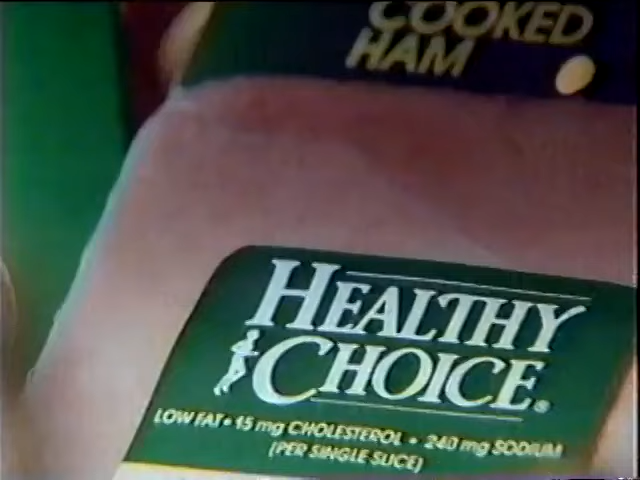 COOKED
HAM
HEALTHY
CHOICE®
LOW FAT • 15 mg CHOLESTEROL • 240 mg SODIUM
(PER SINGLE SLICE)